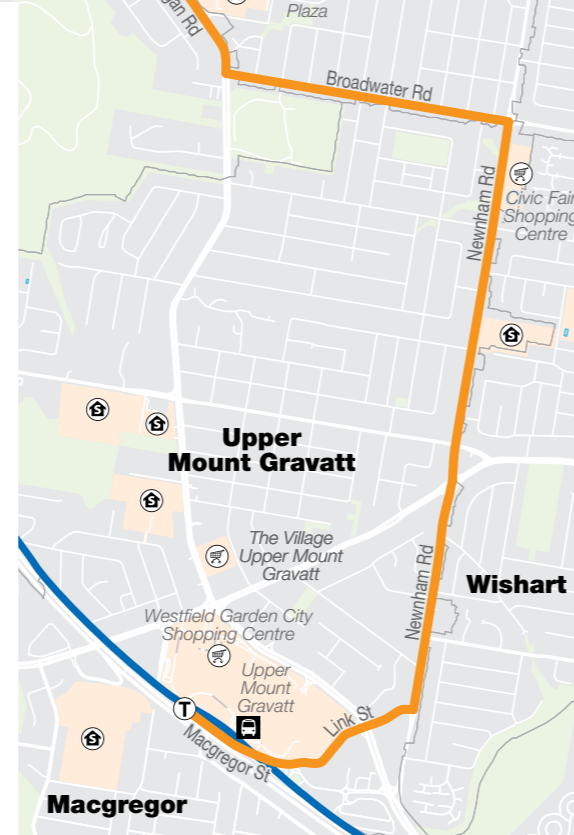 Plaza
Broadwater Rd
Newnham Rd
Civic Fair
Shopping
Centre
S
S
S
S
Upper
Mount Gravatt
The Village
Upper Mount
Gravatt
Newnham Rd
Wishart
Westfield Garden City
Shopping Centre
Upper
Mount
Gravatt
T
Link St
Macgregor St
S
Macgregor